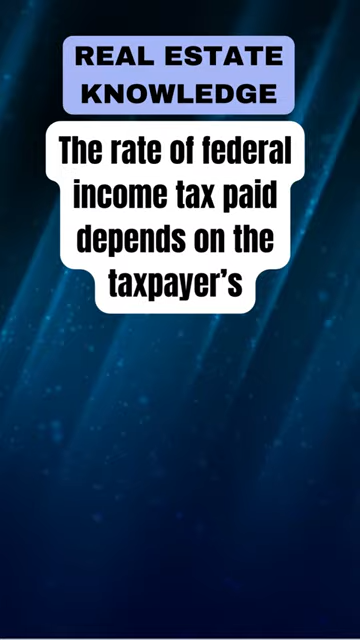 REAL ESTATE
KNOWLEDGE
The rate of federal
income tax paid
depends on the
taxpayer’s